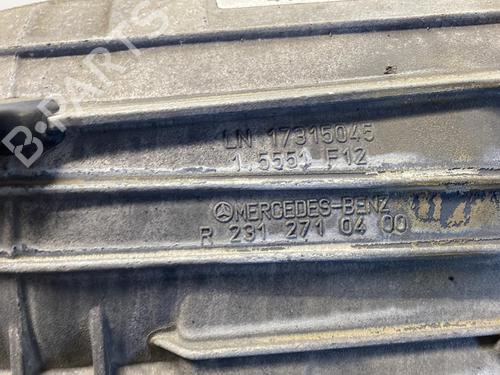 B-PARTS
LN 17315045
1.5551 F12
MERCEDES-BENZ
R 231 271 04 00